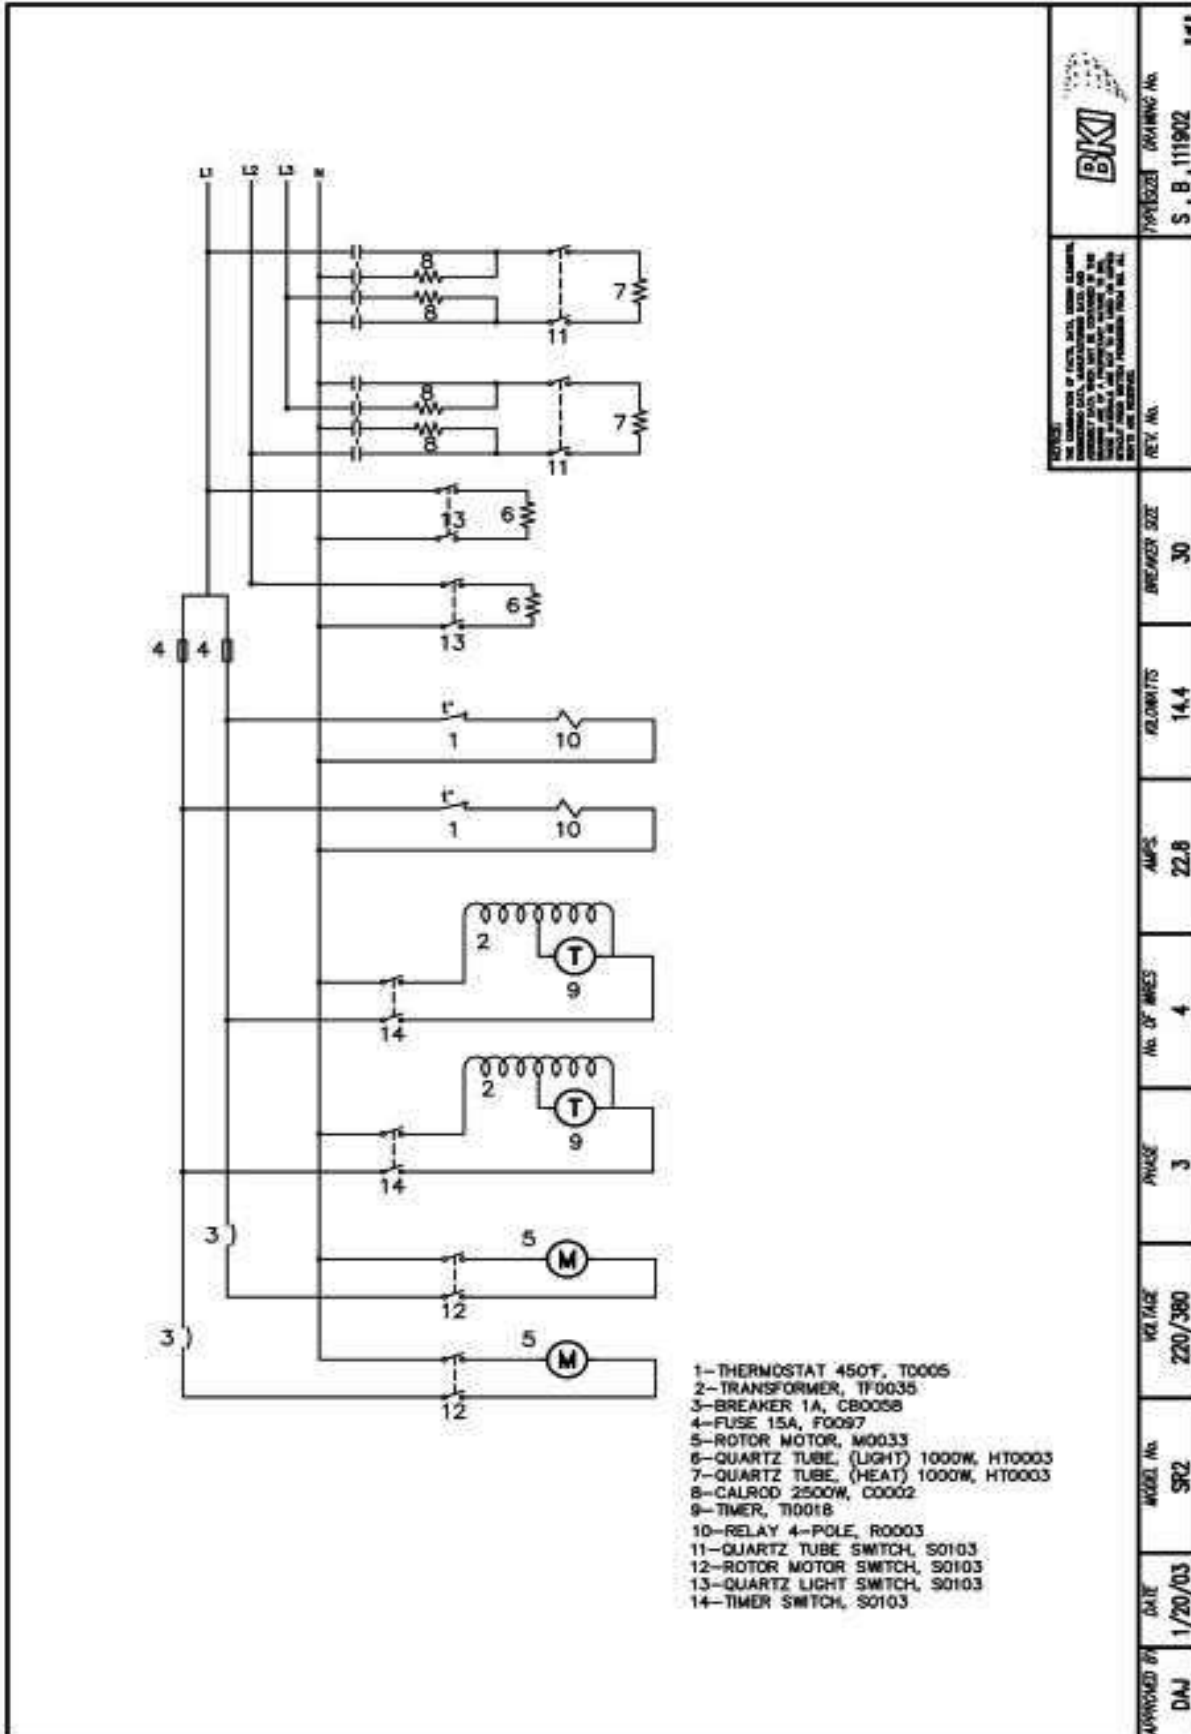 L1 L2 L3 N
8
7
8
11
8
7
8
11
13
6
6
13
4 4
t°
1 10
t°
1 10
2
T
9
14
2
T
9
14
3
5
M
12
3
5
M
12
1-THERMOSTAT 450°F, T0005
2-TRANSFORMER, TF0035
3-BREAKER 1A, CB0058
4-FUSE 15A, F0097
5-ROTOR MOTOR, M0033
6-QUARTZ TUBE, (LIGHT) 1000W, HT0003
7-QUARTZ TUBE, (HEAT) 1000W, HT0003
8-CALROD 2500W, C0002
9-TIMER, TI0018
10-RELAY 4-POLE, R0003
11-QUARTZ TUBE SWITCH, S0103
12-ROTOR MOTOR SWITCH, S0103
13-QUARTZ LIGHT SWITCH, S0103
14-TIMER SWITCH, S0103
APPROVED BY
DAJ
DATE
1/20/03
MODEL No.
SR2
VOLTAGE
220/380
PHASE
3
No. OF WIRES
4
AMPS
22.8
KILOWATTS
14.4
BREAKER SIZE
30
REV. No.
TYPE SIZE DRAWING No.
S , B , 111902
BKI
NOTICE: